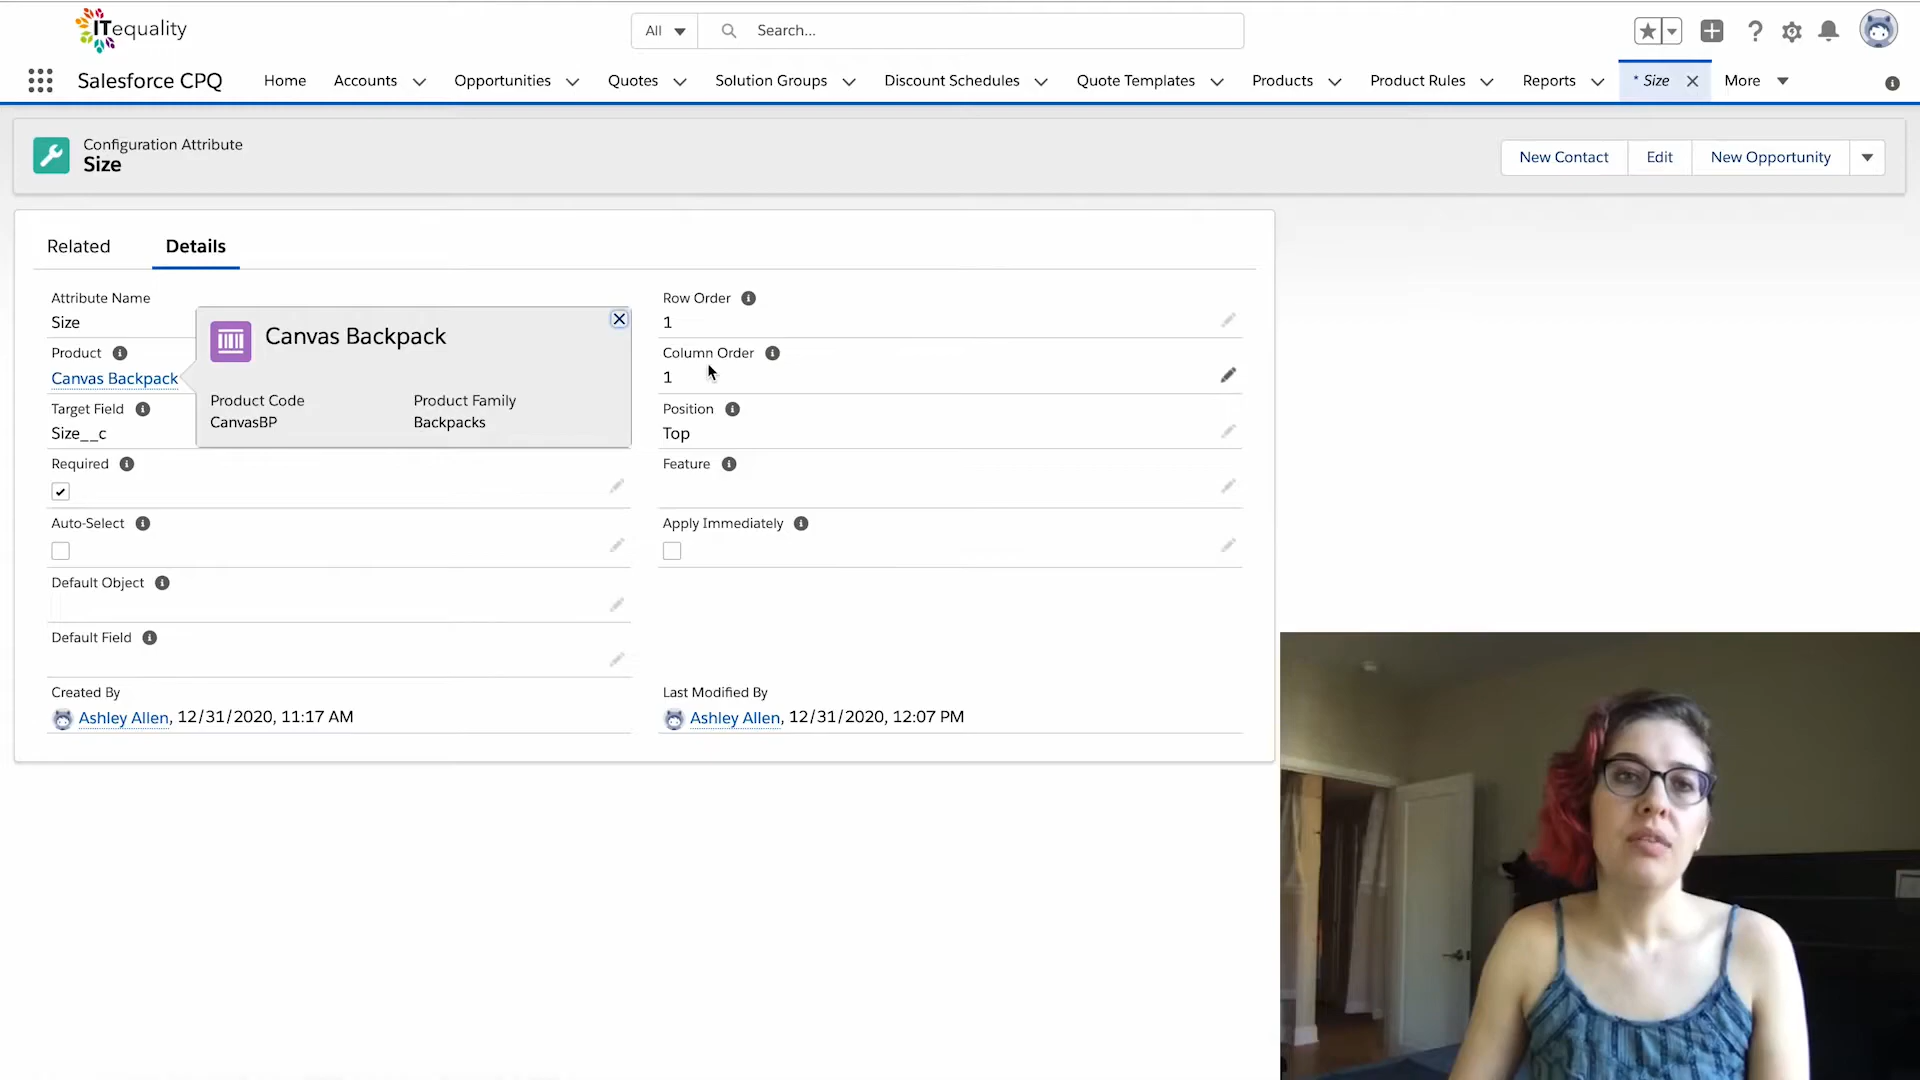 ITequality
All
Search...
Salesforce CPQ
Home
Accounts
Opportunities
Quotes
Solution Groups
Discount Schedules
Quote Templates
Products
Product Rules
Reports
* Size
More
Configuration Attribute
Size
New Contact
Edit
New Opportunity
Related
Details
Attribute Name
Size
Product
Canvas Backpack
Target Field
Size__c
Canvas Backpack
Product Code
CanvasBP
Product Family
Backpacks
Required
Auto-Select
Default Object
Default Field
Created By
Ashley Allen, 12/31/2020, 11:17 AM
Row Order
1
Column Order
1
Position
Top
Feature
Apply Immediately
Last Modified By
Ashley Allen, 12/31/2020, 12:07 PM